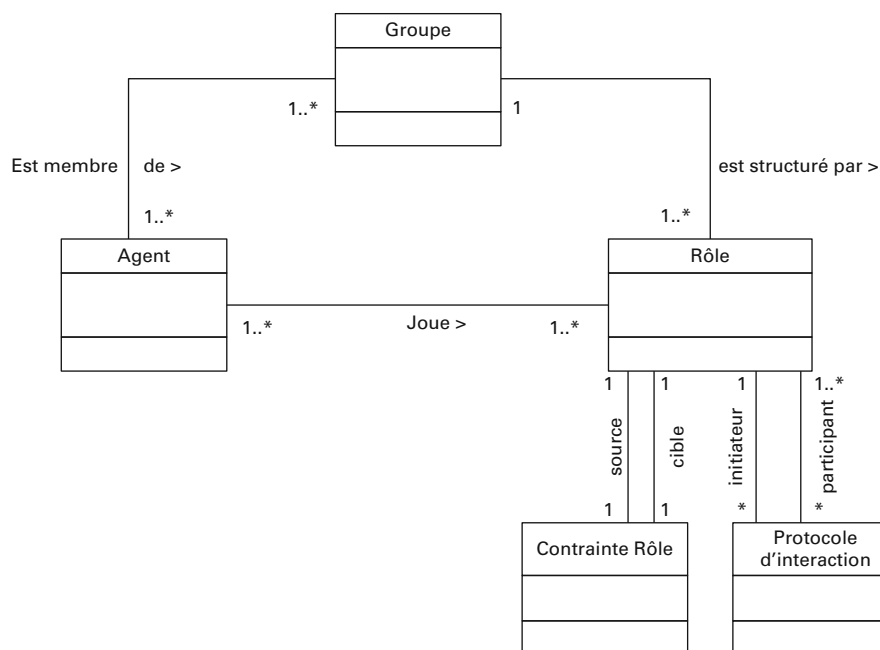 Groupe
1..*
1
Est membre de >
est structuré par >
1..*
1..*
Agent
Rôle
1..*
Joue >
1..*
1
1
1
1..*
source
cible
initiateur
participant
1
1
*
*
Contrainte Rôle
Protocole
d'interaction